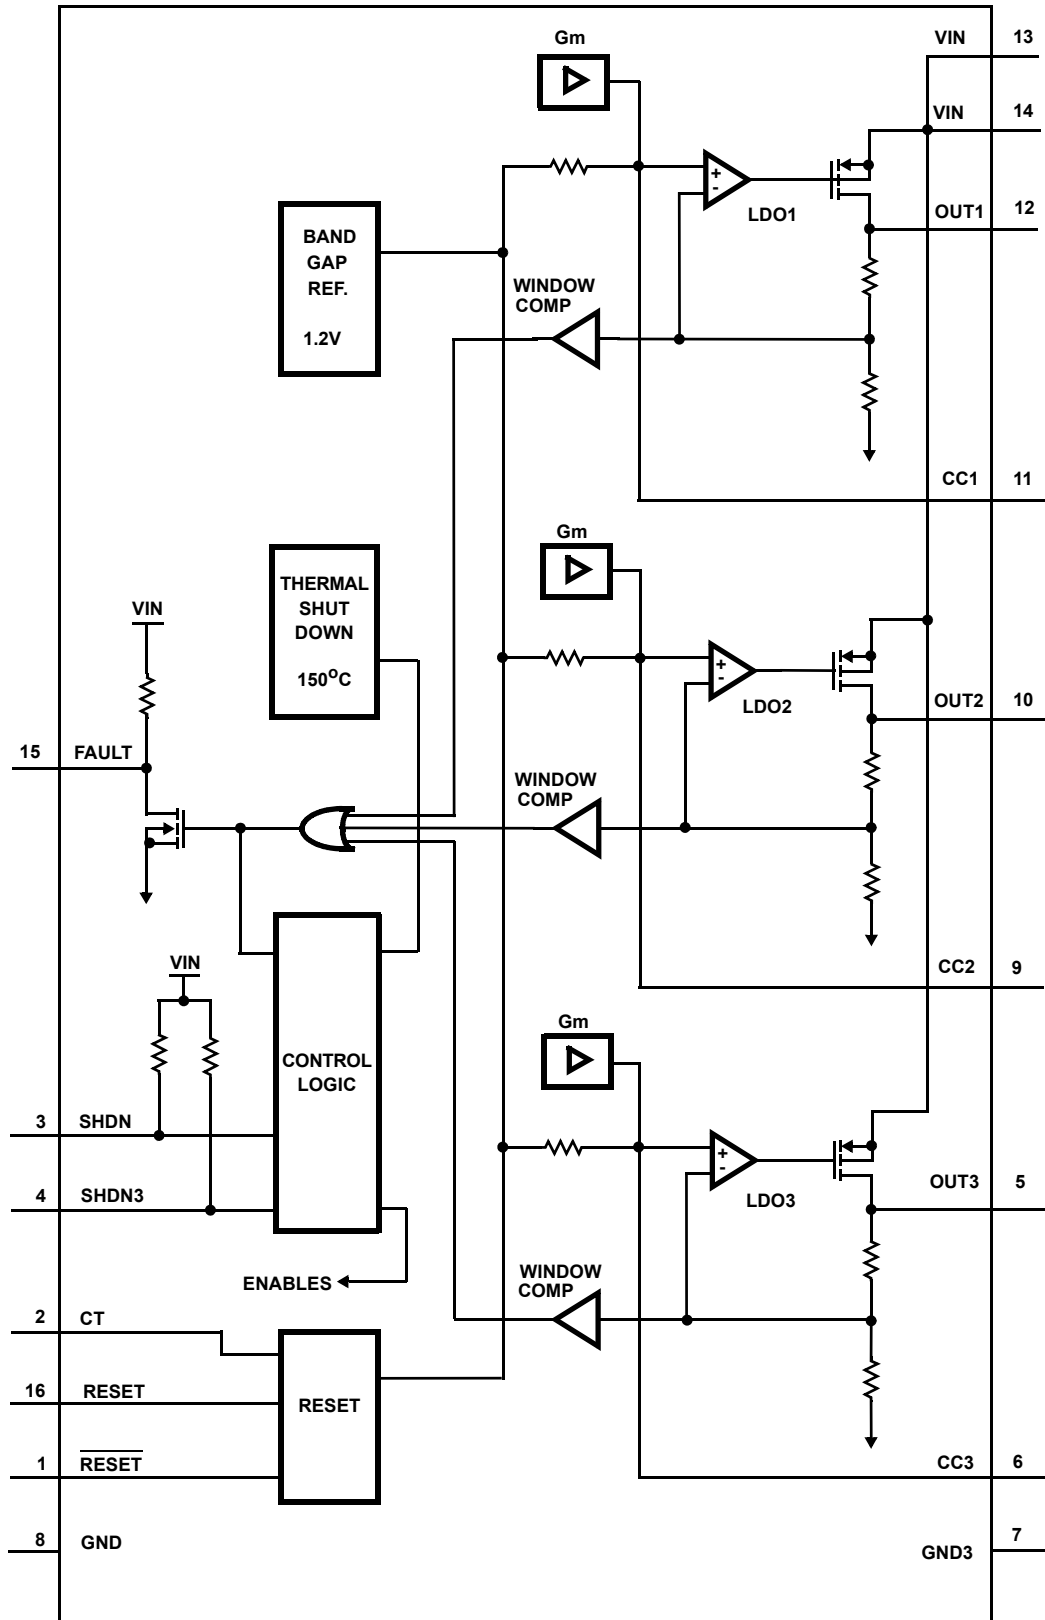 VIN 13
Gm
VIN 14
+
-
LDO1
OUT1 12
BAND
GAP
REF.
1.2V
WINDOW
COMP
CC1 11
Gm
THERMAL
SHUT
DOWN
150°C
VIN
+
-
LDO2
OUT2 10
15 FAULT
WINDOW
COMP
VIN
CC2 9
Gm
CONTROL
LOGIC
3 SHDN
4 SHDN3
+
-
LDO3
OUT3 5
ENABLES
WINDOW
COMP
2 CT
16 RESET
RESET
1 R̅E̅S̅E̅T̅
CC3 6
8 GND
GND3 7